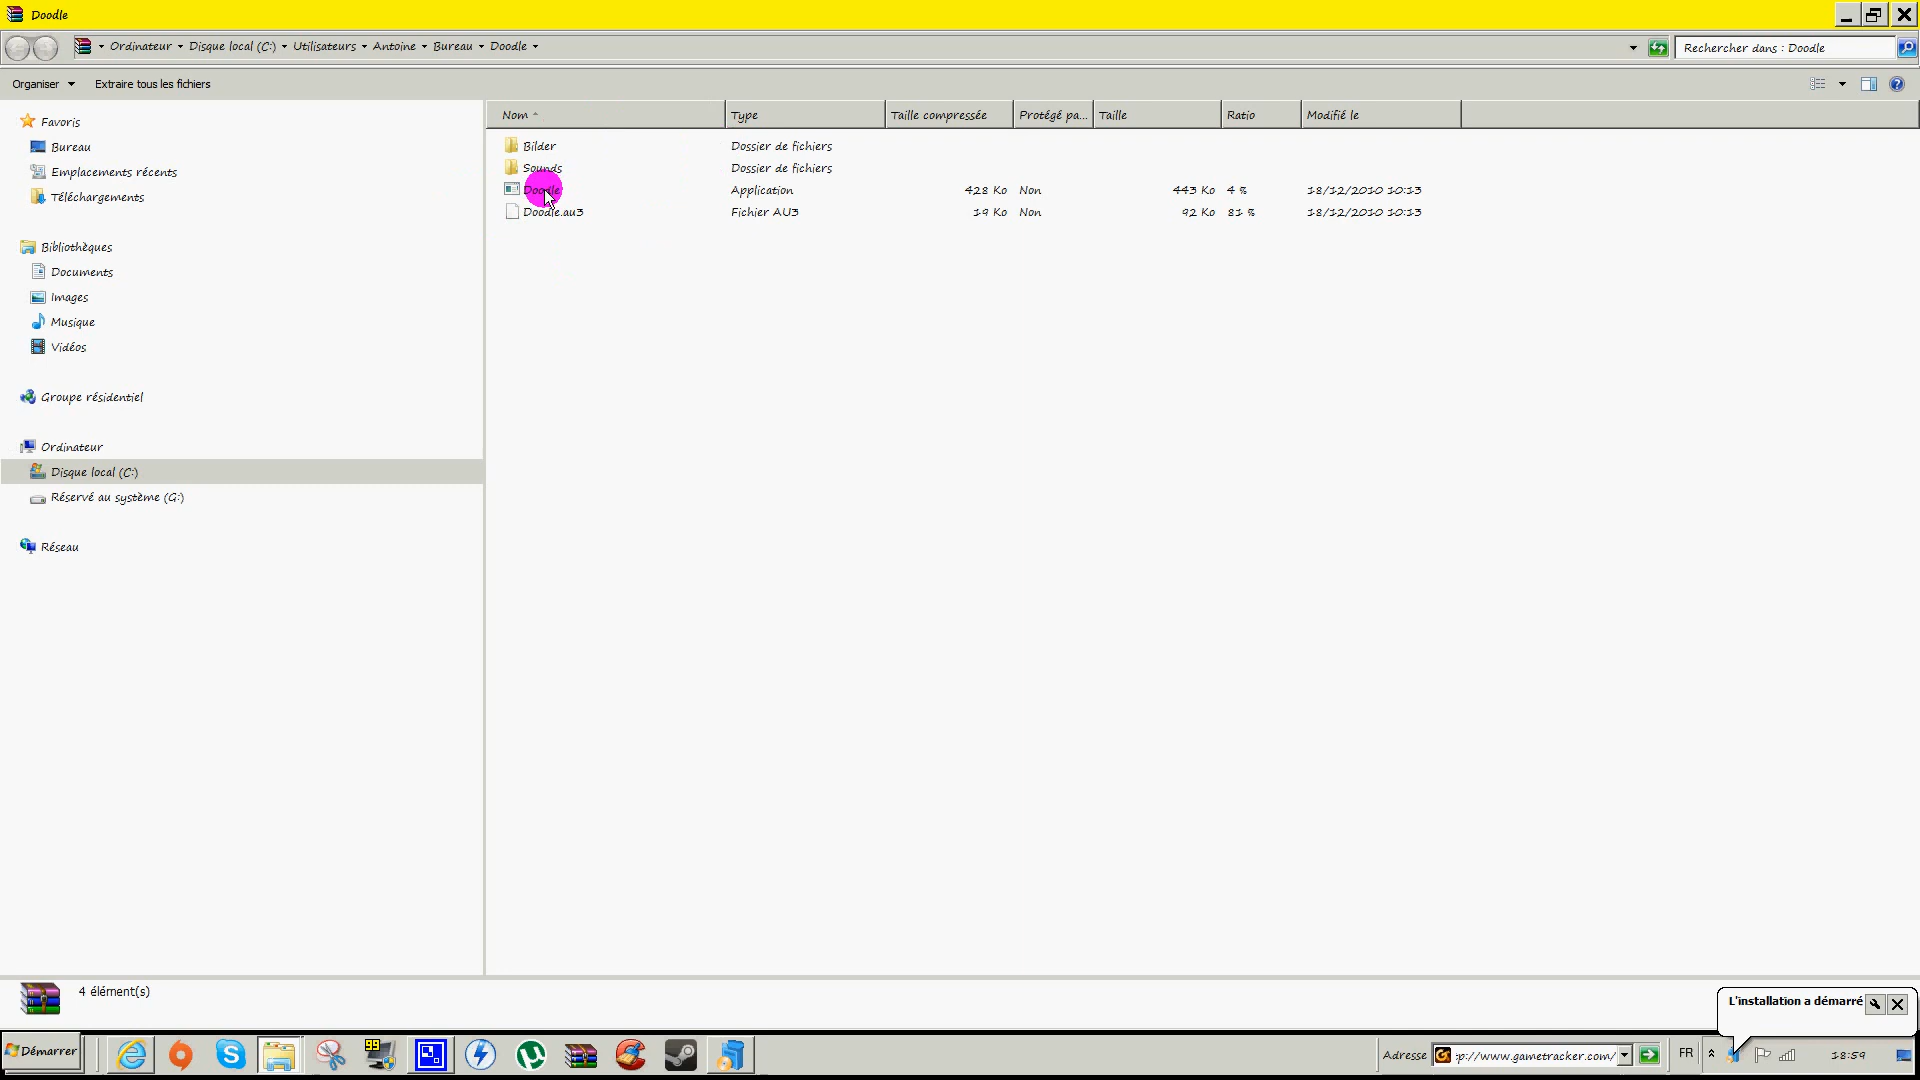 Doodle
Ordinateur Disque local (C:) Utilisateurs Antoine Bureau Doodle
Rechercher dans : Doodle
Organiser Extraire tous les fichiers
Favoris
Bureau
Emplacements récents
Téléchargements
Bibliothèques
Documents
Images
Musique
Vidéos
Groupe résidentiel
Ordinateur
Disque local (C:)
Réservé au système (G:)
Réseau
Nom Type Taille compressée Protégé pa... Taille Ratio Modifié le
Bilder Dossier de fichiers
Sounds Dossier de fichiers
Doodle Application 428 Ko Non 443 Ko 4 % 18/12/2010 10:13
Doodle.au3 Fichier AU3 19 Ko Non 92 Ko 81 % 18/12/2010 10:13
4 élément(s)
L'installation a démarré
Démarrer
99
Adresse
:p://www.gametracker.com/
FR
18:59